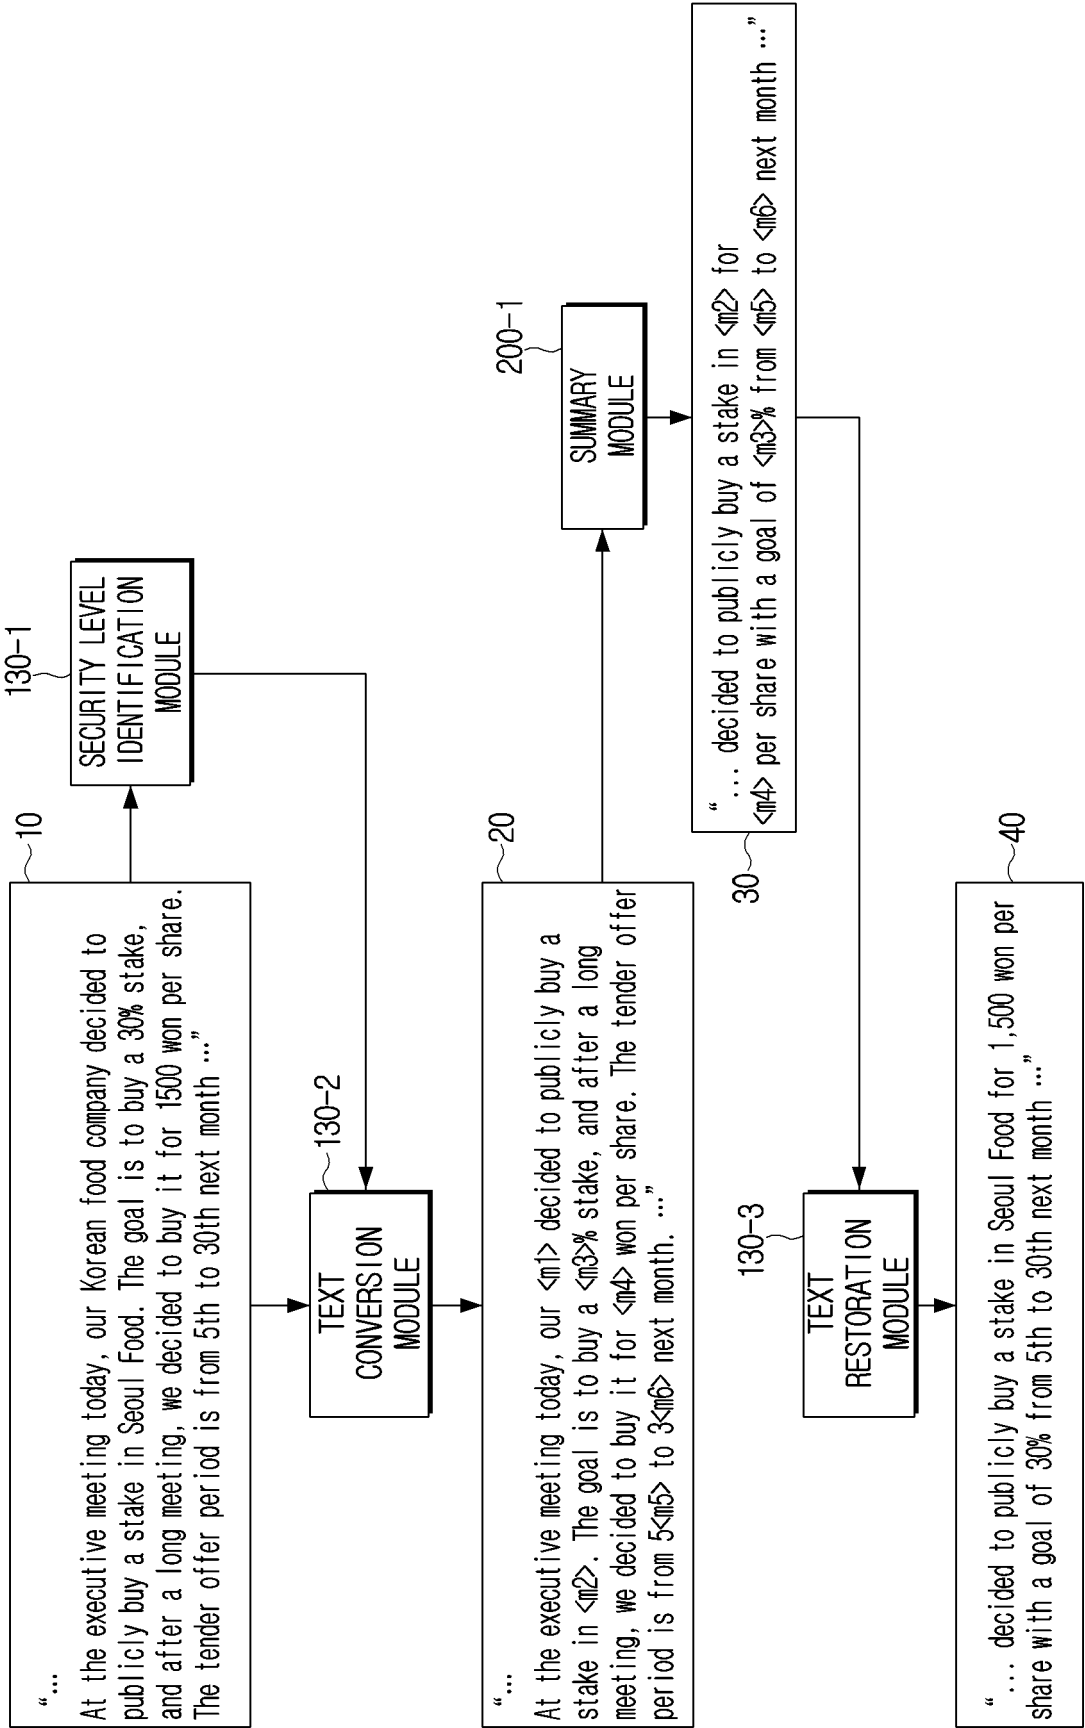 10
“...
At the executive meeting today, our Korean food company decided to
publicly buy a stake in Seoul Food. The goal is to buy a 30% stake,
and after a long meeting, we decided to buy it for 1500 won per share.
The tender offer period is from 5th to 30th next month ...”
130-1
SECURITY LEVEL
IDENTIFICATION
MODULE
130-2
TEXT
CONVERSION
MODULE
20
“...
At the executive meeting today, our <m1> decided to publicly buy a
stake in <m2>. The goal is to buy a <m3>% stake, and after a long
meeting, we decided to buy it for <m4> won per share. The tender offer
period is from 5<m5> to 3<m6> next month. ...”
200-1
SUMMARY
MODULE
30
“ ... decided to publicly buy a stake in <m2> for
<m4> per share with a goal of <m3>% from <m5> to <m6> next month ...”
130-3
TEXT
RESTORATION
MODULE
40
“ ... decided to publicly buy a stake in Seoul Food for 1,500 won per
share with a goal of 30% from 5th to 30th next month ...”